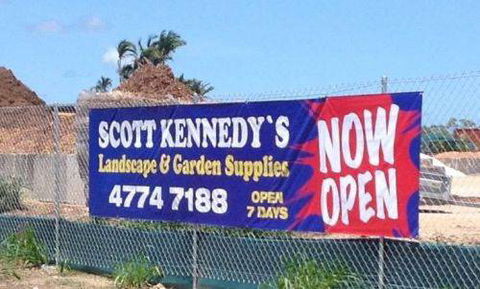 SCOTT KENNEDY`S
Landscape & Garden Supplies
4774 7188
OPEN
7 DAYS
NOW
OPEN